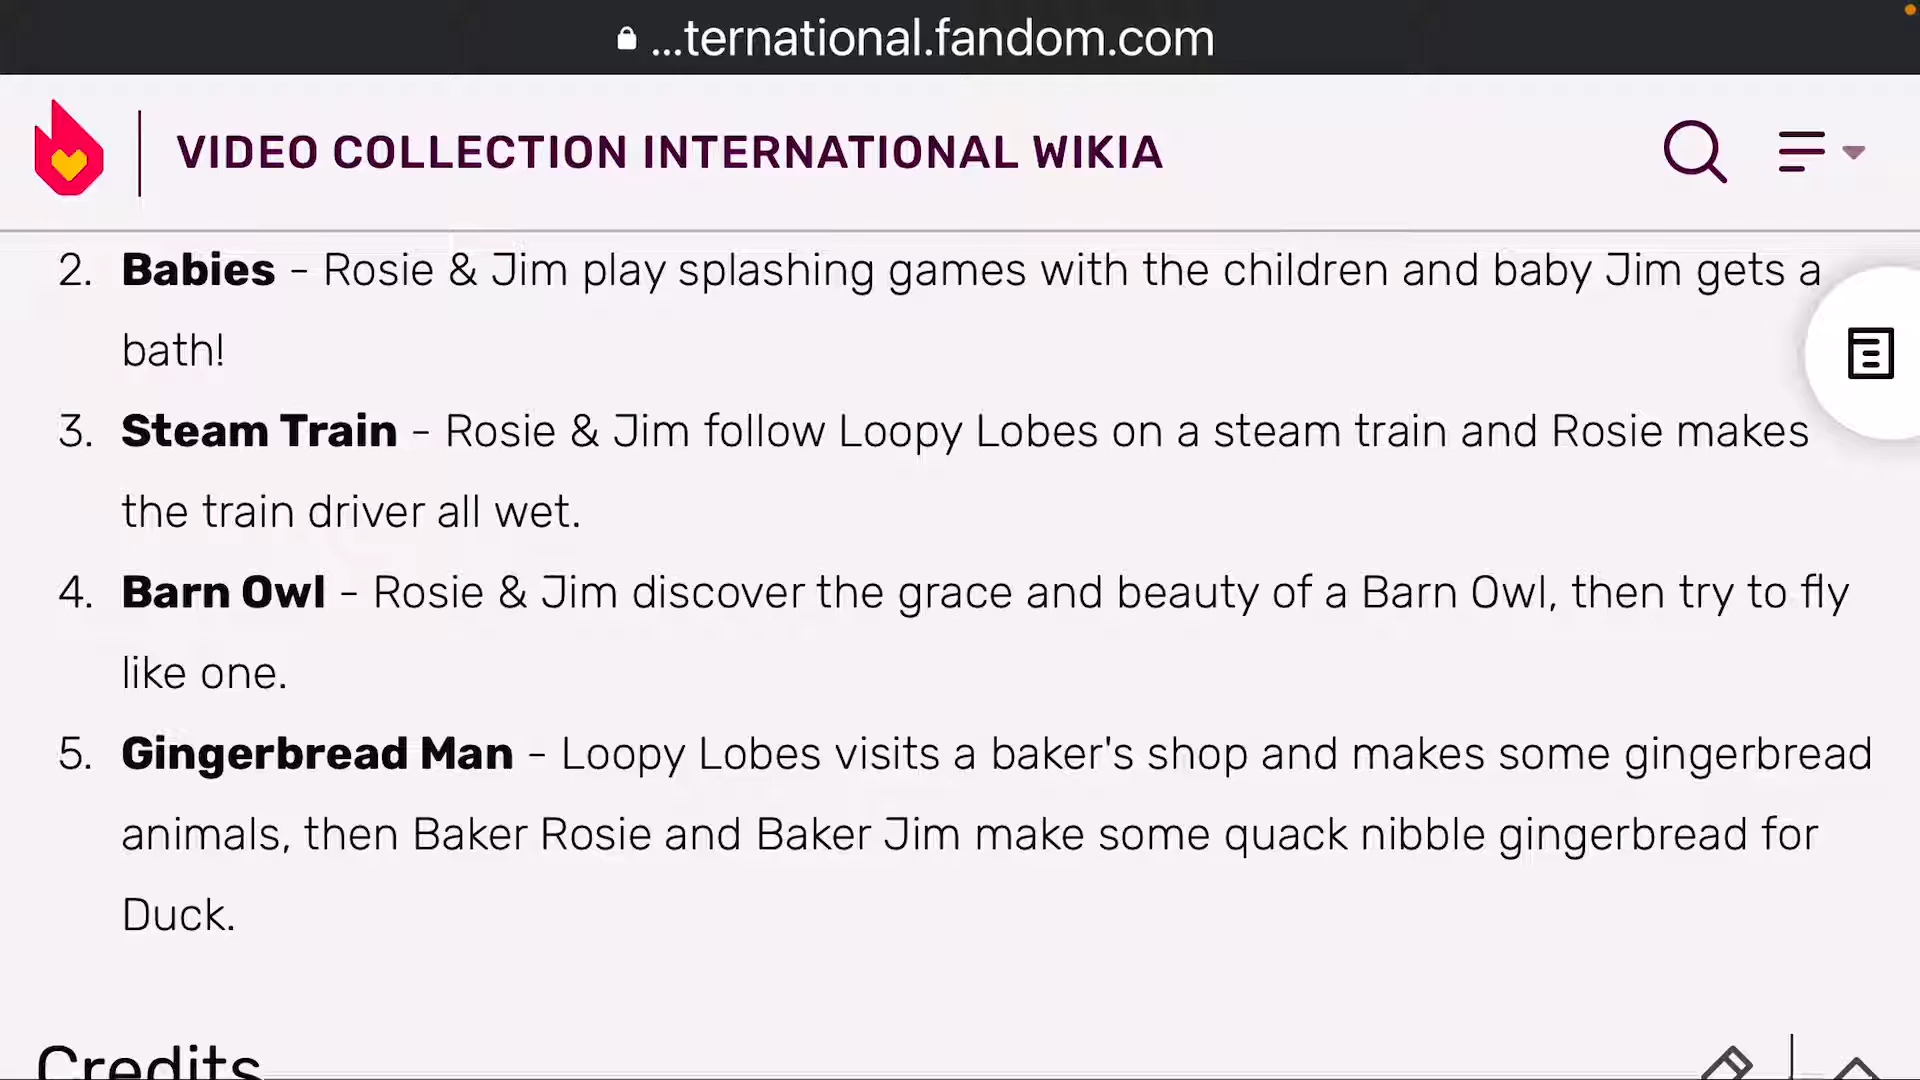 ...ternational.fandom.com
VIDEO COLLECTION INTERNATIONAL WIKIA
2. Babies - Rosie & Jim play splashing games with the children and baby Jim gets a
bath!
3. Steam Train - Rosie & Jim follow Loopy Lobes on a steam train and Rosie makes
the train driver all wet.
4. Barn Owl - Rosie & Jim discover the grace and beauty of a Barn Owl, then try to fly
like one.
5. Gingerbread Man - Loopy Lobes visits a baker's shop and makes some gingerbread
animals, then Baker Rosie and Baker Jim make some quack nibble gingerbread for
Duck.
Credits